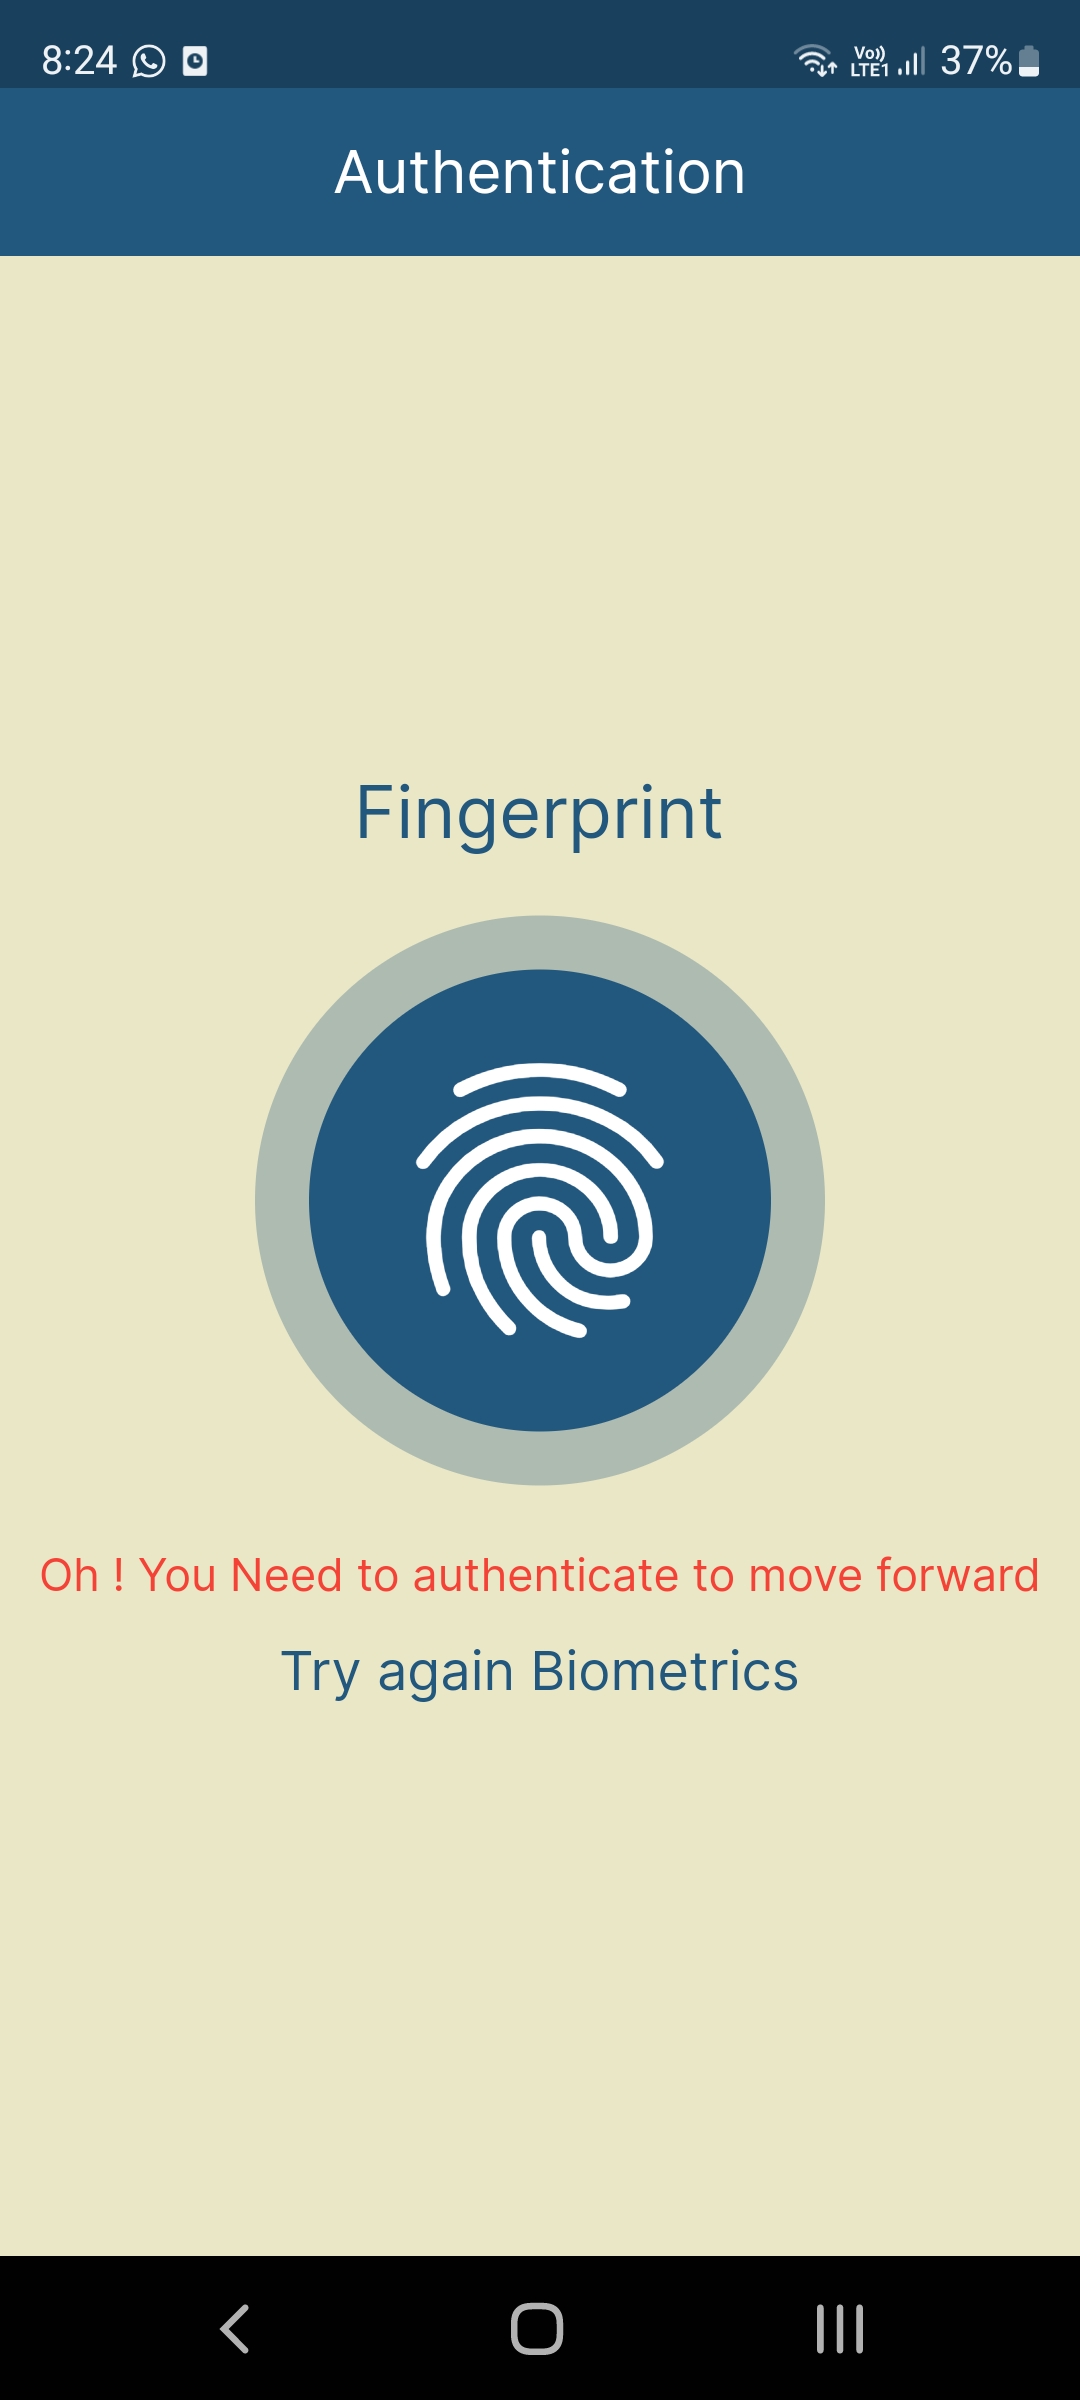 8:24
Vo)) LTE1 37%
Authentication
Fingerprint
Oh ! You Need to authenticate to move forward
Try again Biometrics